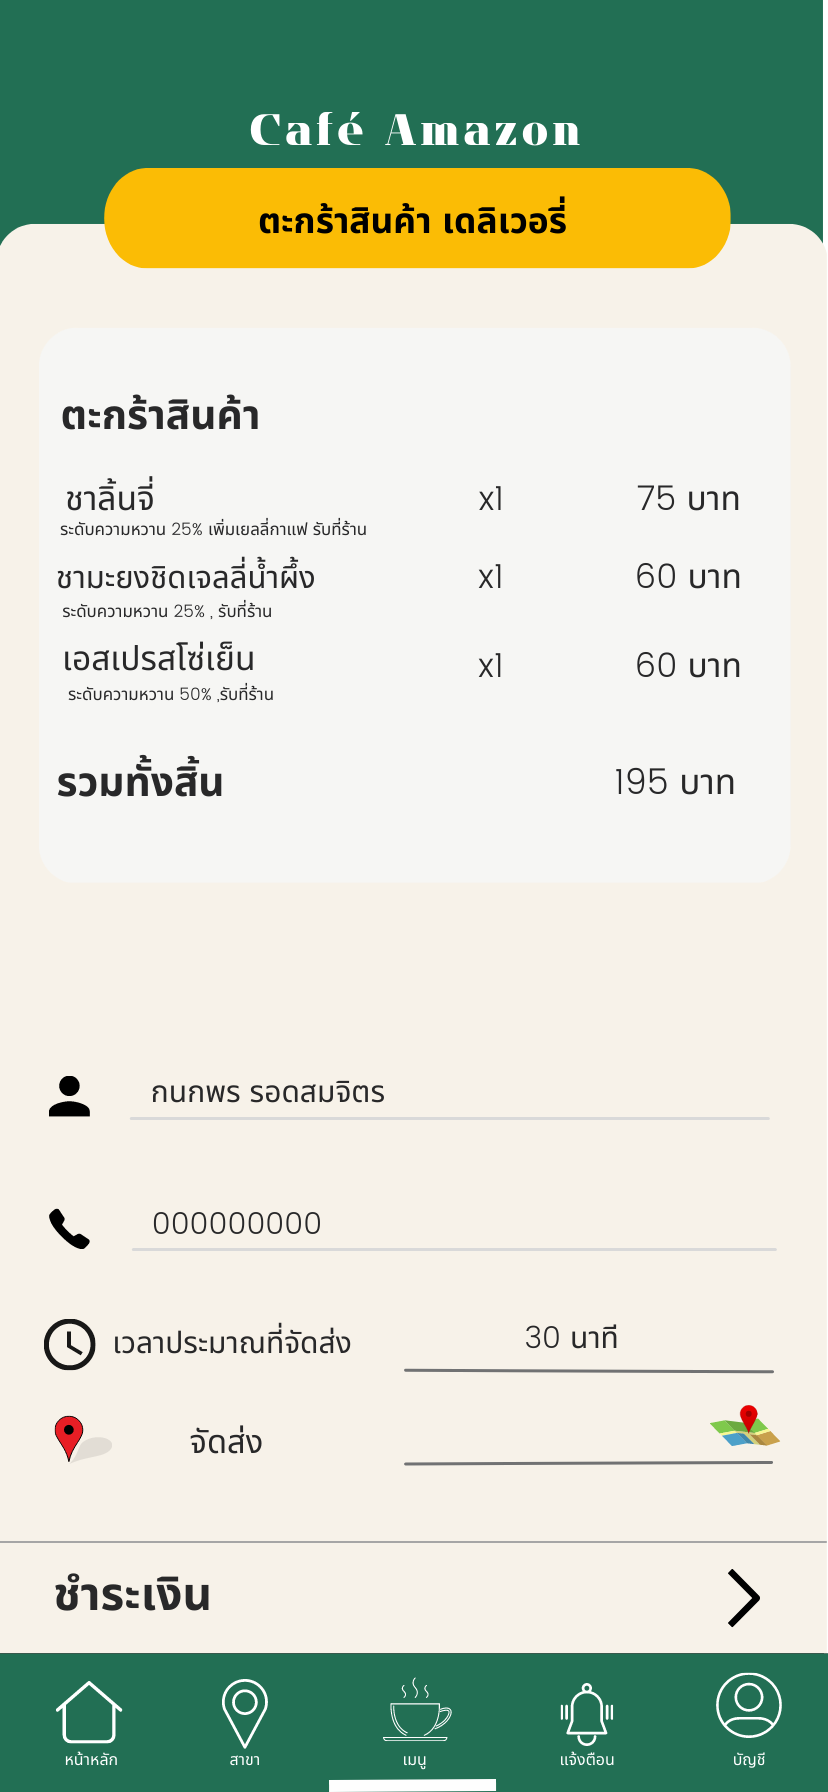 Café Amazon
ตะกร้าสินค้า เดลิเวอรี่
ตะกร้าสินค้า
ชาลิ้นจี่ x1 75 บาท
ระดับความหวาน 25% เพิ่มเยลลี่กาแฟ รับที่ร้าน
ชามะยงชิดเจลลี่น้ำผึ้ง x1 60 บาท
ระดับความหวาน 25% , รับที่ร้าน
เอสเปรสโซ่เย็น x1 60 บาท
ระดับความหวาน 50% ,รับที่ร้าน
รวมทั้งสิ้น 195 บาท
กนกพร รอดสมจิตร
000000000
เวลาประมาณที่จัดส่ง 30 นาที
จัดส่ง
ชำระเงิน
หน้าหลัก สาขา เมนู แจ้งตือน บัญชี